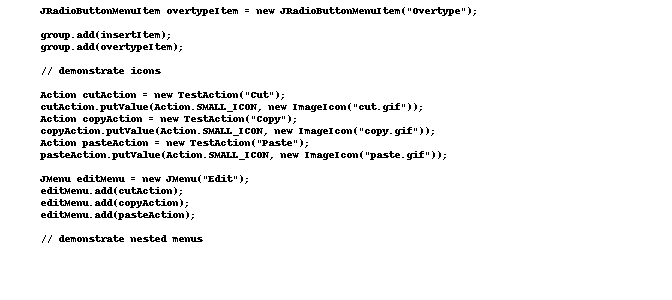 JRadioButtonMenuItem overtypeItem = new JRadioButtonMenuItem("Overtype");
group.add(insertItem);
group.add(overtypeItem);
// demonstrate icons
Action cutAction = new TestAction("Cut");
cutAction.putValue(Action.SMALL_ICON, new ImageIcon("cut.gif"));
Action copyAction = new TestAction("Copy");
copyAction.putValue(Action.SMALL_ICON, new ImageIcon("copy.gif"));
Action pasteAction = new TestAction("Paste");
pasteAction.putValue(Action.SMALL_ICON, new ImageIcon("paste.gif"));
JMenu editMenu = new JMenu("Edit");
editMenu.add(cutAction);
editMenu.add(copyAction);
editMenu.add(pasteAction);
// demonstrate nested menus